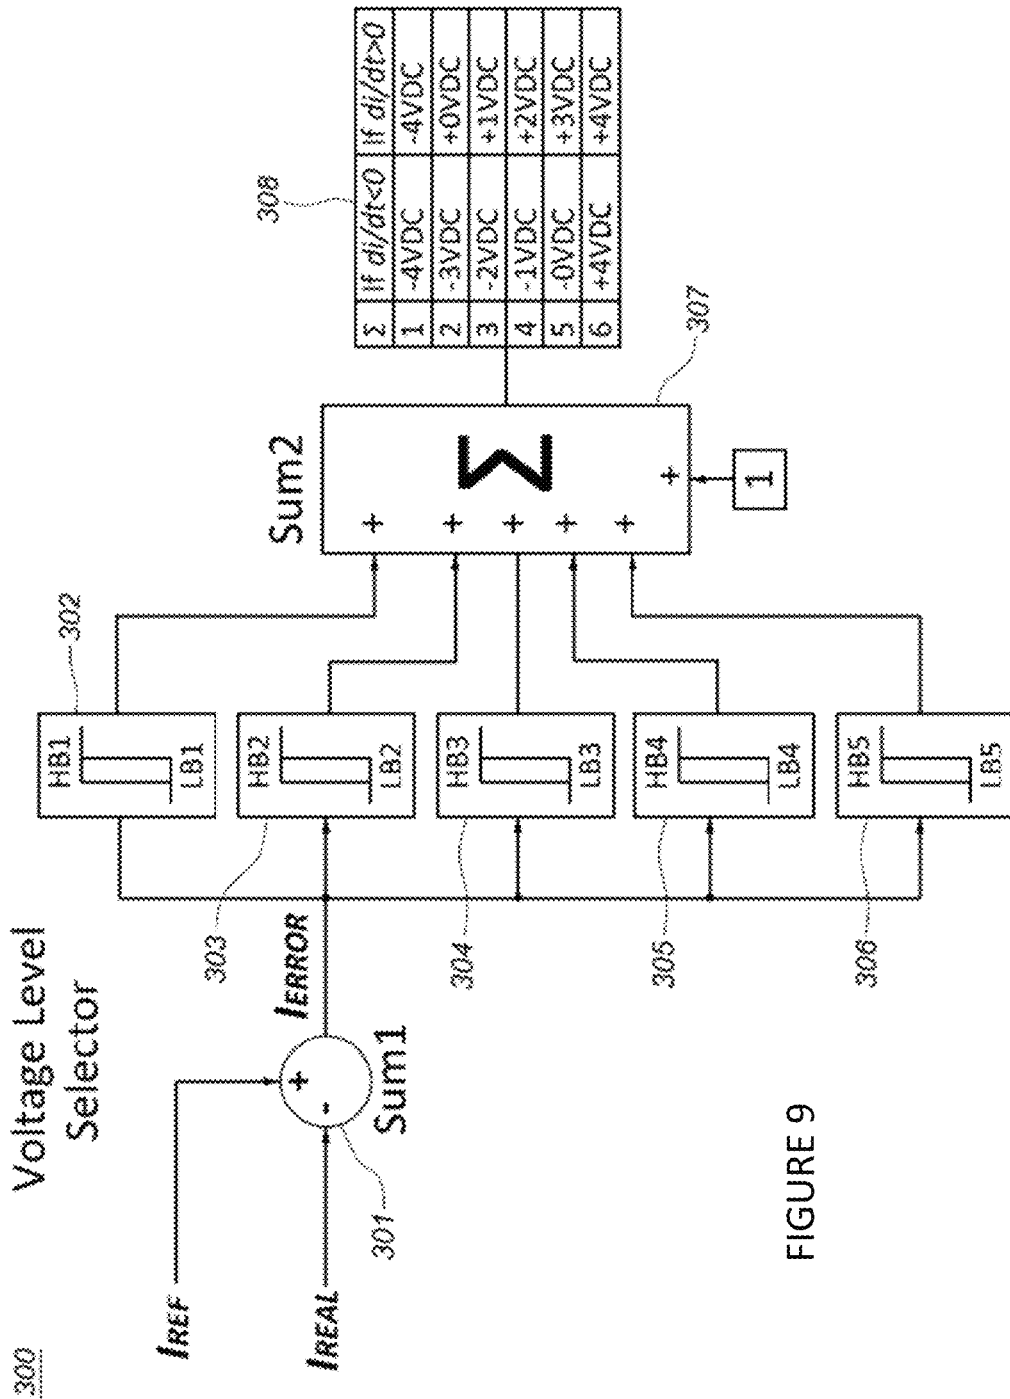 300
Voltage Level
Selector
IREF
IREAL
+
-
301
Sum1
IERROR
302
HB1
LB1
303
HB2
LB2
304
HB3
LB3
305
HB4
LB4
306
HB5
LB5
Sum2
+
+
+
+
+
+
Σ
1
307
308
Σ If di/dt<0 If di/dt>0
1 -4VDC -4VDC
2 -3VDC +0VDC
3 -2VDC +1VDC
4 -1VDC +2VDC
5 -0VDC +3VDC
6 +4VDC +4VDC
FIGURE 9